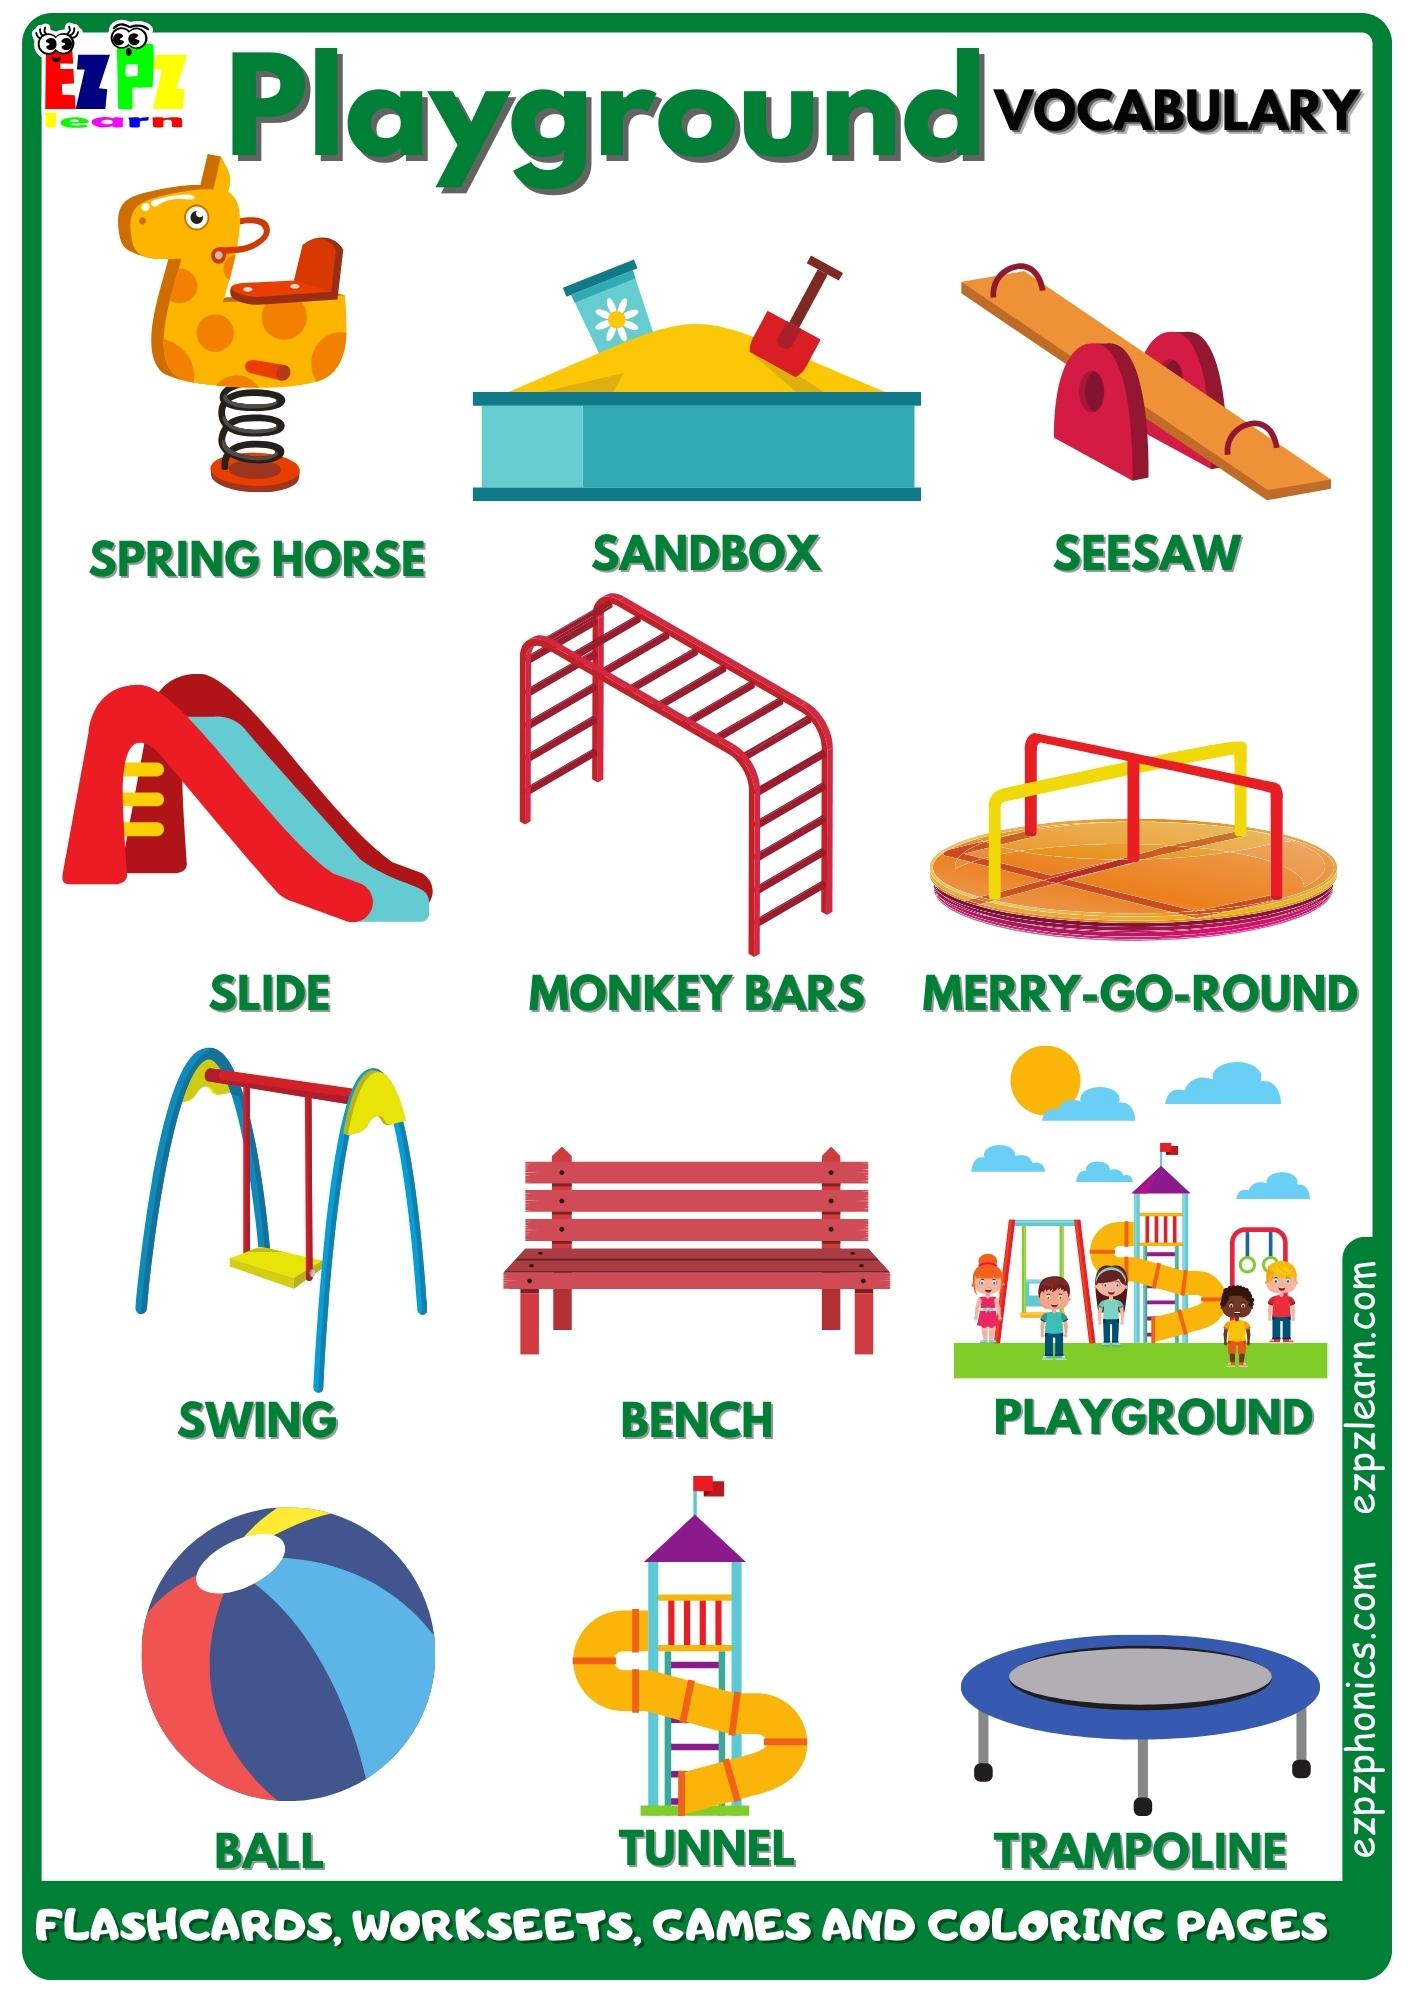 EZPZ
learn
Playground VOCABULARY
SPRING HORSE
SANDBOX
SEESAW
SLIDE
MONKEY BARS
MERRY-GO-ROUND
SWING
BENCH
PLAYGROUND
BALL
TUNNEL
TRAMPOLINE
ezpzphonics.com ezpzlearn.com
FLASHCARDS, WORKSEETS, GAMES AND COLORING PAGES